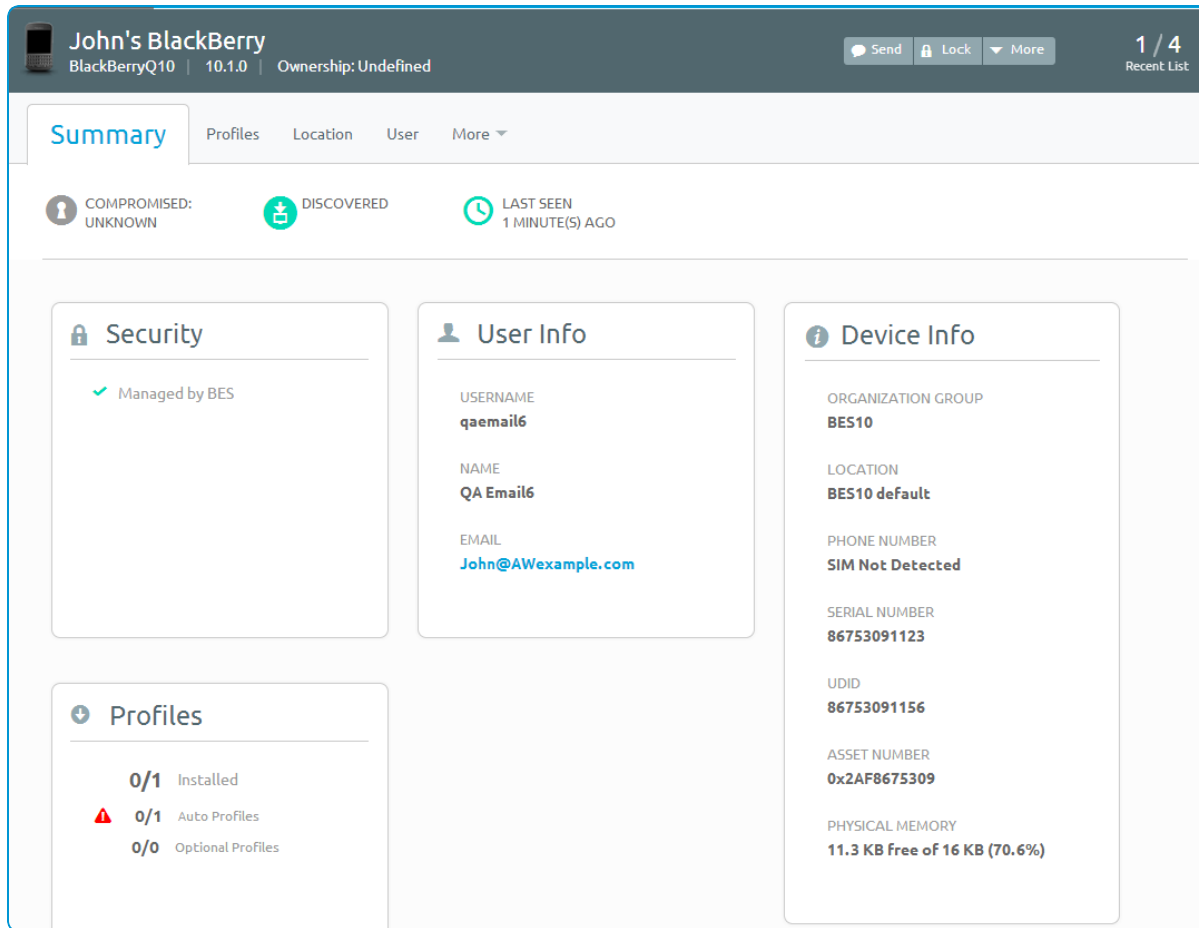 John's BlackBerry
BlackBerryQ10 | 10.1.0 | Ownership: Undefined
Send Lock More
1 / 4
Recent List
Summary Profiles Location User More
COMPROMISED:
UNKNOWN
DISCOVERED
LAST SEEN
1 MINUTE(S) AGO
Security
Managed by BES
User Info
USERNAME
qaemail6
NAME
QA Email6
EMAIL
John@AWexample.com
Device Info
ORGANIZATION GROUP
BES10
LOCATION
BES10 default
PHONE NUMBER
SIM Not Detected
SERIAL NUMBER
86753091123
UDID
86753091156
ASSET NUMBER
0x2AF8675309
PHYSICAL MEMORY
11.3 KB free of 16 KB (70.6%)
Profiles
0/1 Installed
0/1 Auto Profiles
0/0 Optional Profiles